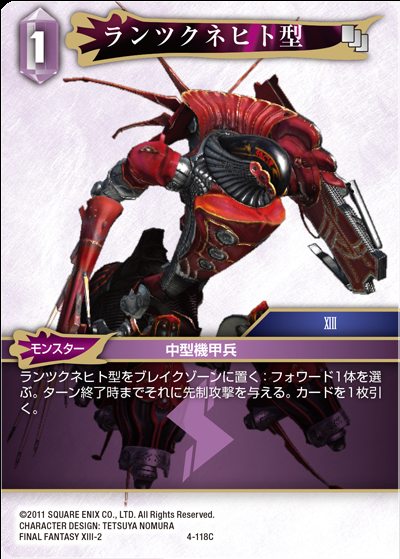 1
ランツクネヒト型
XIII
モンスター
中型機甲兵
ランツクネヒト型をブレイクゾーンに置く：フォワード1体を選
ぶ。ターン終了時までそれに先制攻撃を与える。カードを1枚引
く。
©2011 SQUARE ENIX CO., LTD. All Rights Reserved.
CHARACTER DESIGN: TETSUYA NOMURA
FINAL FANTASY XIII-2 4-118C